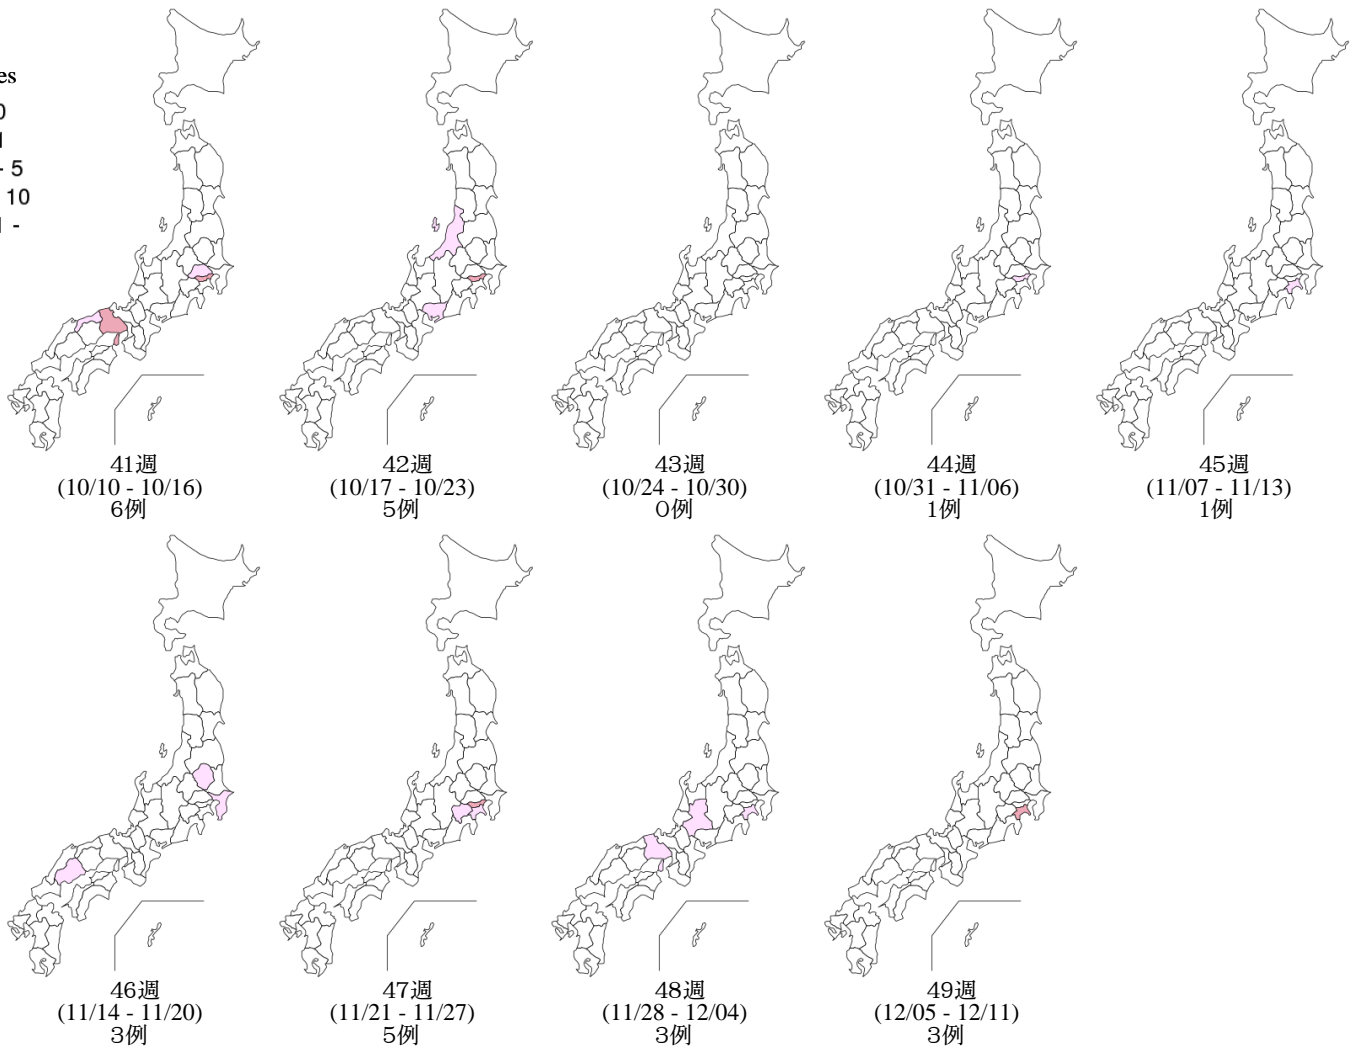 es
0
1
- 5
10
1 -
41週
(10/10 - 10/16)
6例
42週
(10/17 - 10/23)
5例
43週
(10/24 - 10/30)
0例
44週
(10/31 - 11/06)
1例
45週
(11/07 - 11/13)
1例
46週
(11/14 - 11/20)
3例
47週
(11/21 - 11/27)
5例
48週
(11/28 - 12/04)
3例
49週
(12/05 - 12/11)
3例